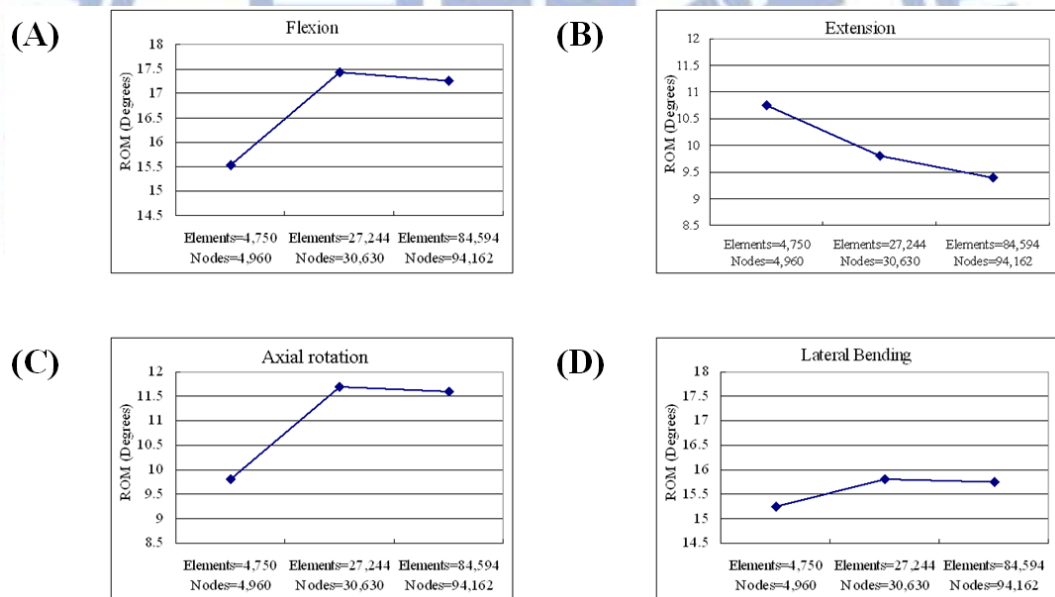 (A)
Flexion
ROM (Degrees)
18
17.5
17
16.5
16
15.5
15
14.5
Elements=4,750 Elements=27,244 Elements=84,594
Nodes=4,960 Nodes=30,630 Nodes=94,162
(B)
Extension
ROM (Degrees)
12
11.5
11
10.5
10
9.5
9
8.5
Elements=4,750 Elements=27,244 Elements=84,594
Nodes=4,960 Nodes=30,630 Nodes=94,162
(C)
Axial rotation
ROM (Degrees)
12
11.5
11
10.5
10
9.5
9
8.5
Elements=4,750 Elements=27,244 Elements=84,594
Nodes=4,960 Nodes=30,630 Nodes=94,162
(D)
Lateral Bending
ROM (Degrees)
18
17.5
17
16.5
16
15.5
15
14.5
Elements=4,750 Elements=27,244 Elements=84,594
Nodes=4,960 Nodes=30,630 Nodes=94,162